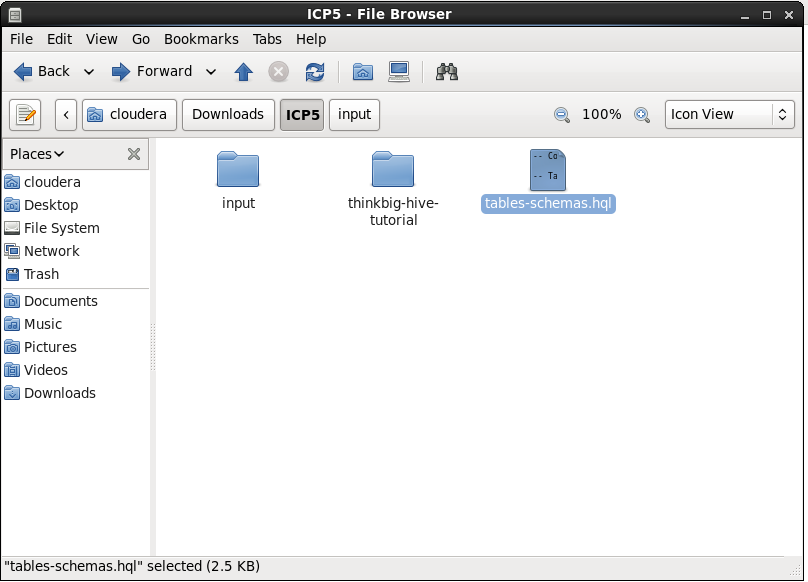 ICP5 - File Browser
File Edit View Go Bookmarks Tabs Help
Back Forward
cloudera Downloads ICP5 input 100% Icon View
Places
cloudera
Desktop
File System
Network
Trash
Documents
Music
Pictures
Videos
Downloads
input
thinkbig-hive-
tutorial
-- Co
-- Ta
tables-schemas.hql
"tables-schemas.hql" selected (2.5 KB)